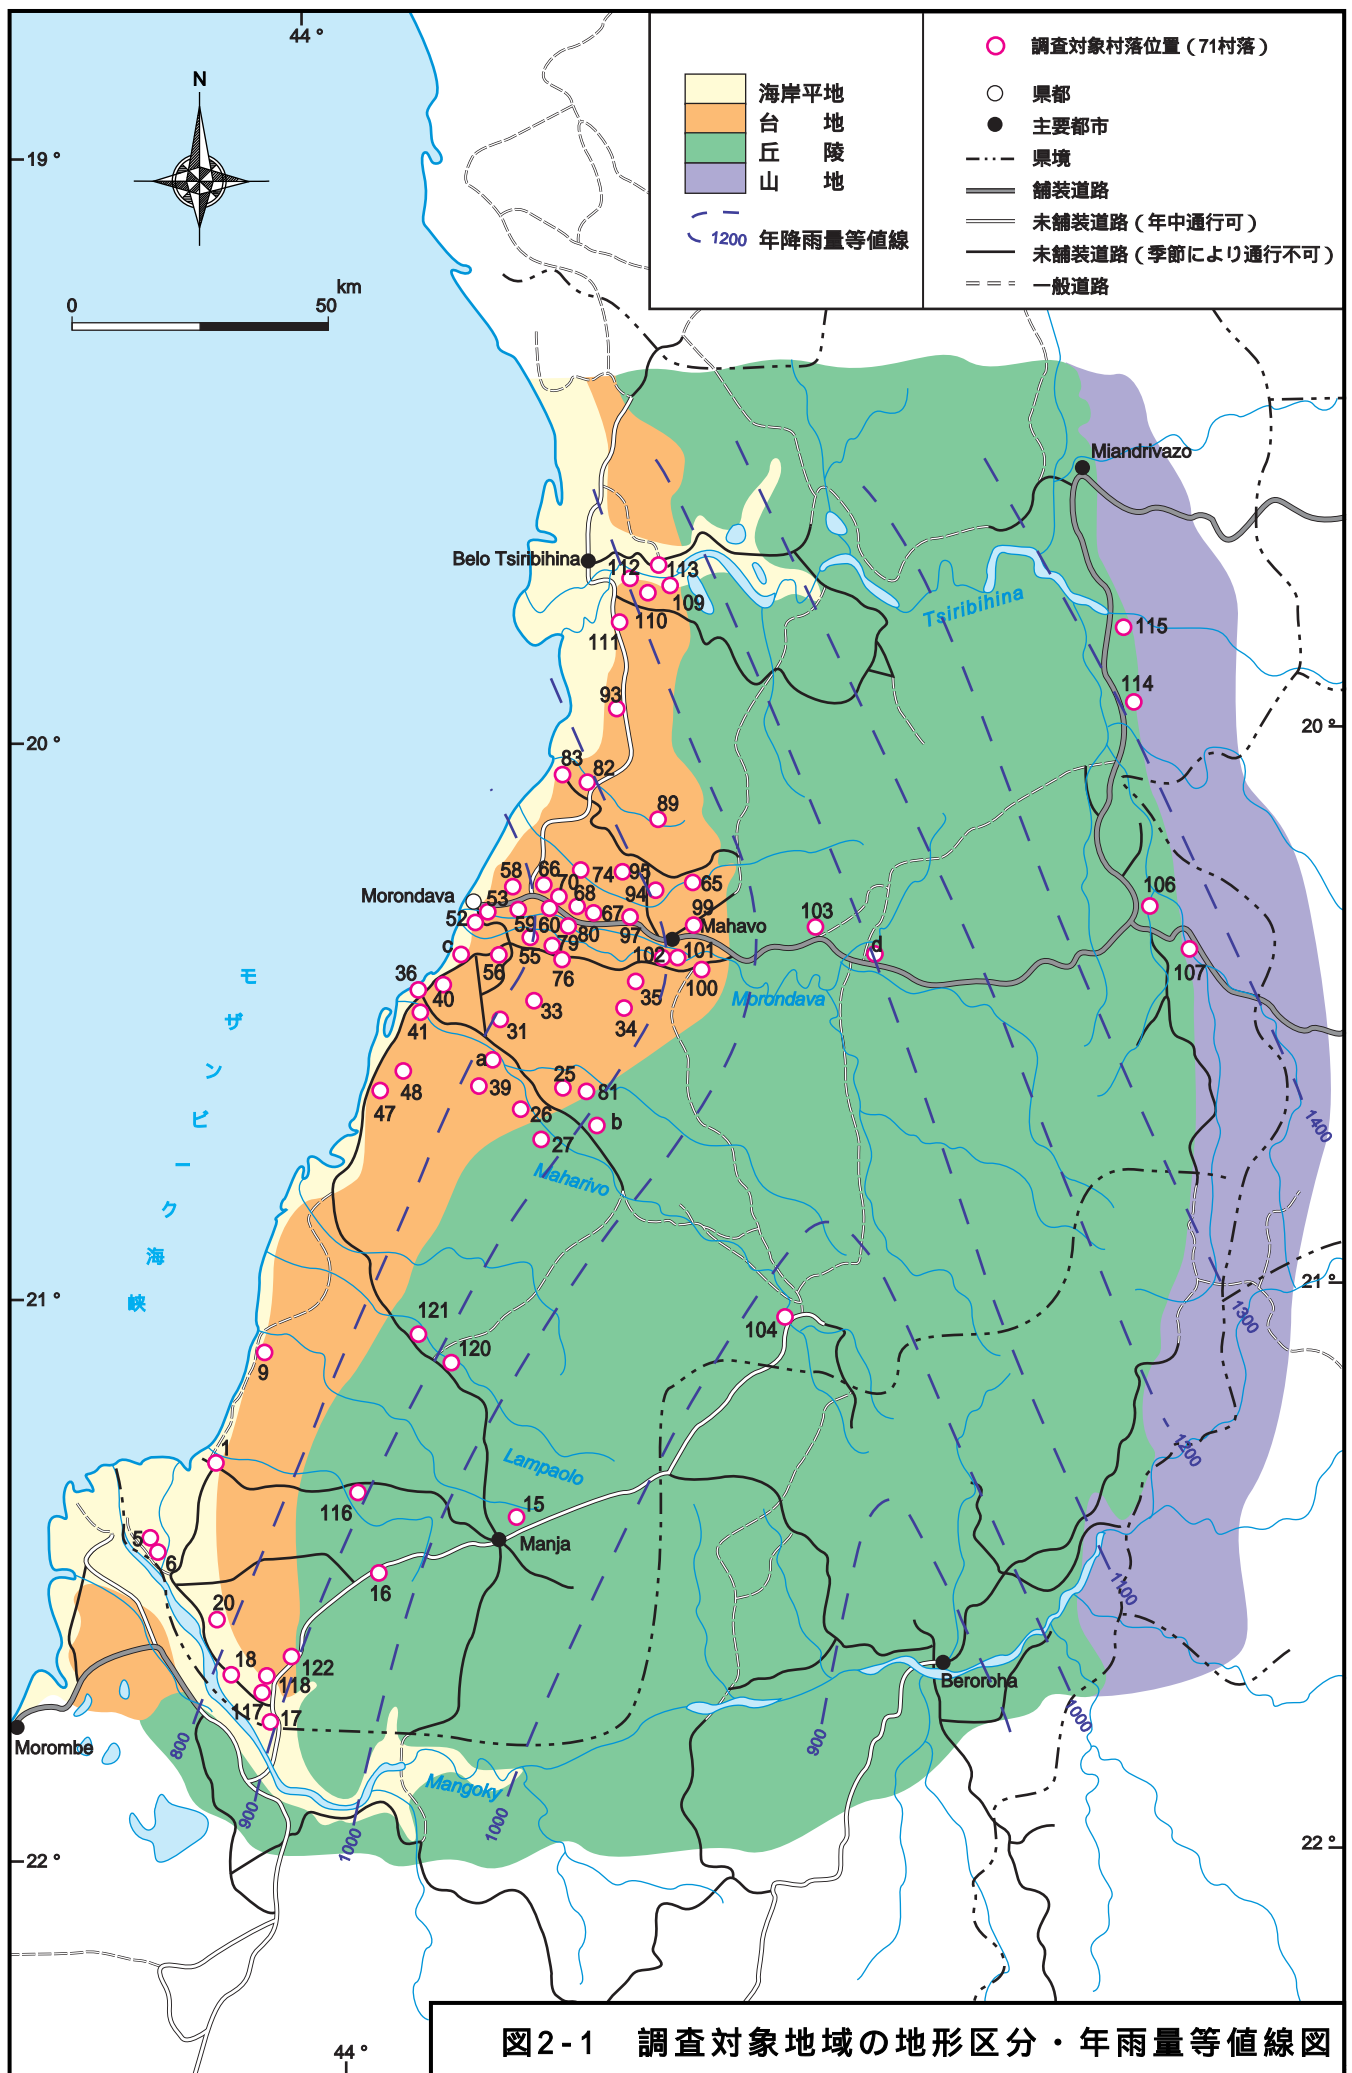 44°
N
19°
0 50 km
海岸平地
台　地
丘　陵
山　地
1200 年降雨量等値線
調査対象村落位置（71村落）
県都
主要都市
県境
舗装道路
未舗装道路（年中通行可）
未舗装道路（季節により通行不可）
一般道路
Miandrivazo
Belo Tsiribihina
112
113
109
110
111
Tsiribihina
115
114
93
20°
20°
83
82
89
58
66
70
74
95
94
65
Morondava
53
52
68
67
99
Mahavo
103
106
59
60
80
97
101
d
107
c
56
55
79
76
102
100
36
40
35
Morondava
モザンビーク海峡
41
31
33
34
a
48
47
39
25
81
26
b
27
Maharivo
1400
21°
21°
1300
121
120
104
9
1
Lampaolo
1200
116
15
Manja
5
6
16
1100
20
18
122
118
117
17
Beroroha
1000
Morombe
800
900
Mangoky
900
1000
1000
22°
22°
44°
図2-1　調査対象地域の地形区分・年雨量等値線図